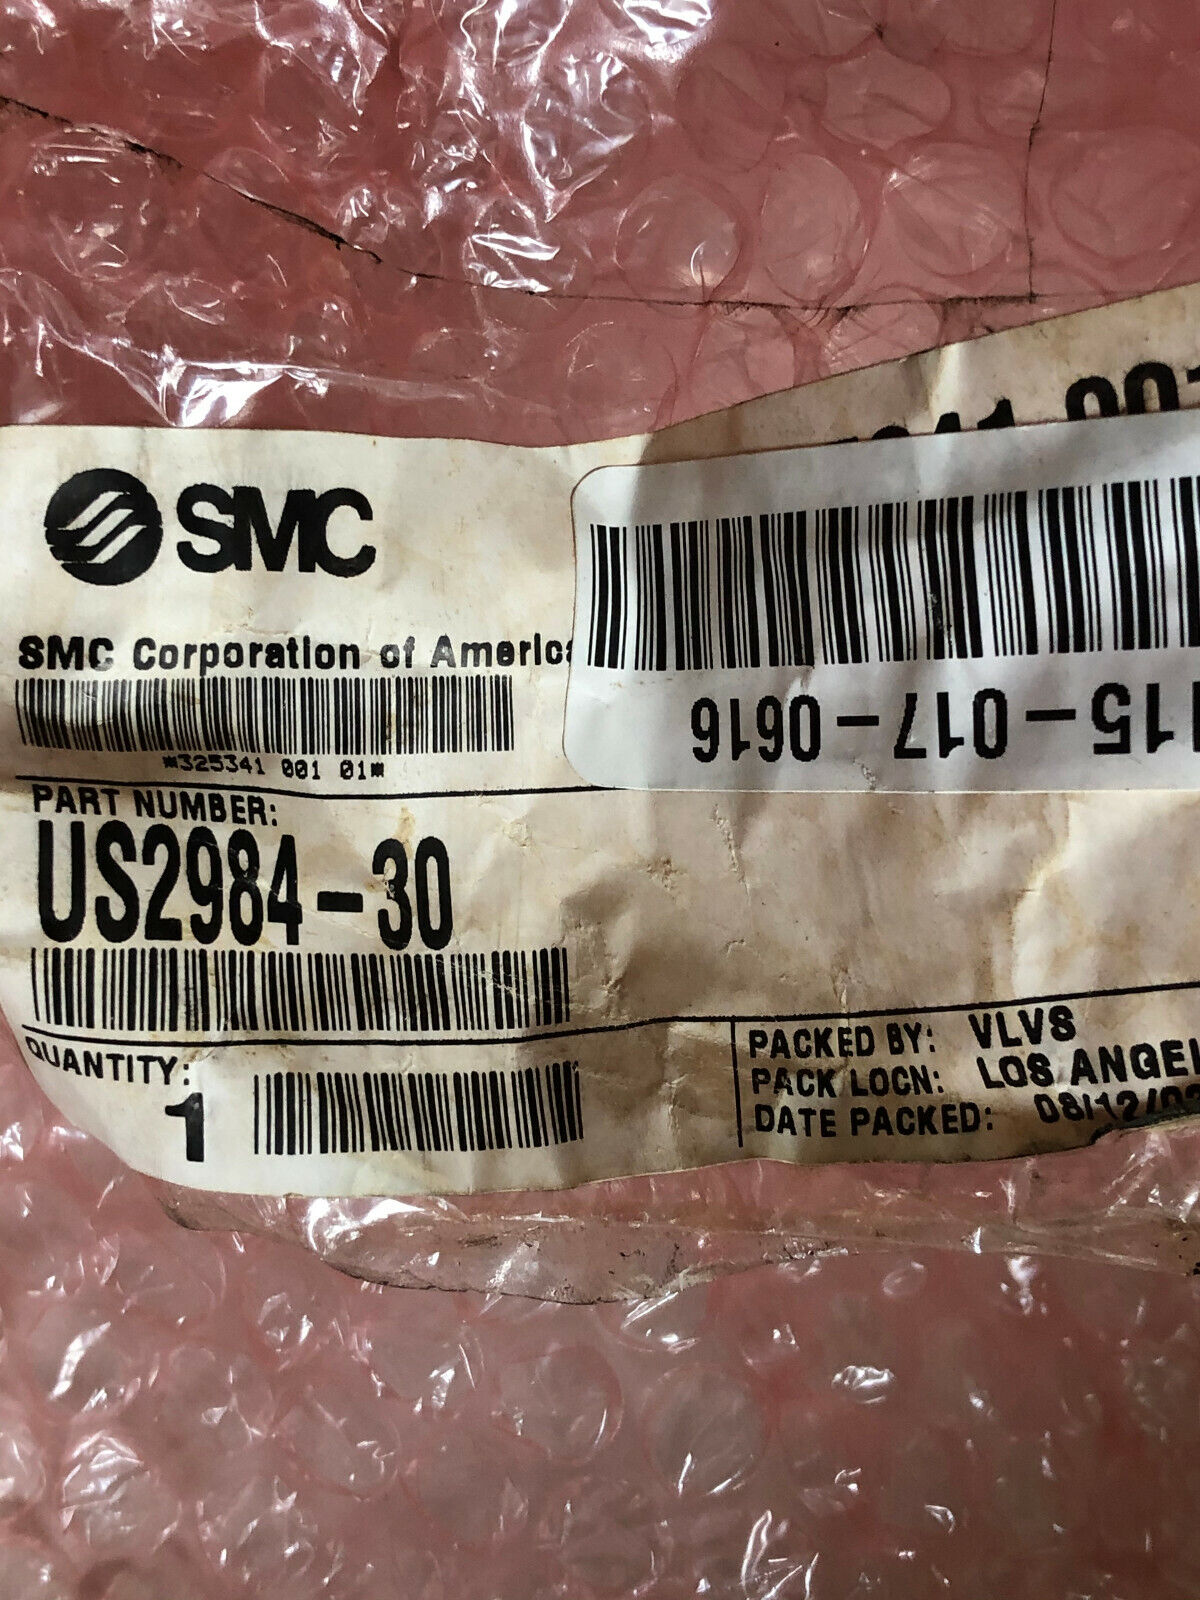 SMC
SMC Corporation of
*325341 001 01*
115-017-0616
PART NUMBER:
US2984-30
QUANTITY:
1
PACKED BY: VLVS
PACK LOCN: LOS
DATE PACKED: